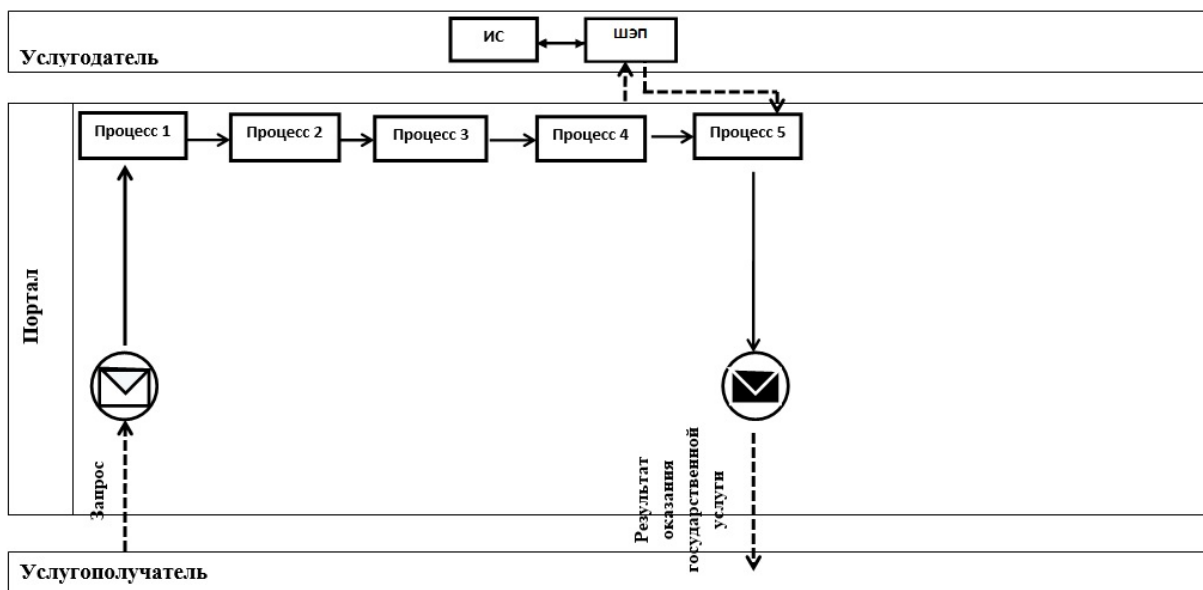 Услугодатель
ИС
ШЭП
Портал
Процесс 1
Процесс 2
Процесс 3
Процесс 4
Процесс 5
Запрос
Результат
оказания
государственной
услуги
Услугополучатель